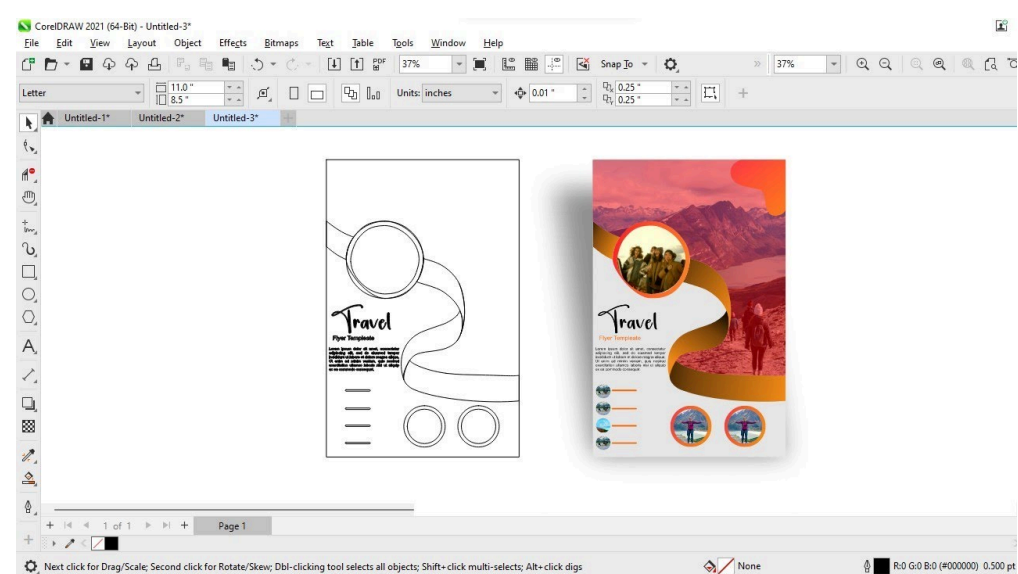 CorelDRAW 2021 (64-Bit) - Untitled-3*
File Edit View Layout Object Effects Bitmaps Text Table Tools Window Help
PDF 37% Snap To 37%
Letter 11.0 " 8.5 " Units: inches 0.01 " 0.25 " 0.25 "
Untitled-1* Untitled-2* Untitled-3*
Travel
Flyer Template
Travel
Flyer Template
1 of 1 Page 1
Next click for Drag/Scale; Second click for Rotate/Skew; Dbl-clicking tool selects all objects; Shift+click multi-selects; Alt+click digs None R:0 G:0 B:0 (#000000) 0.500 pt